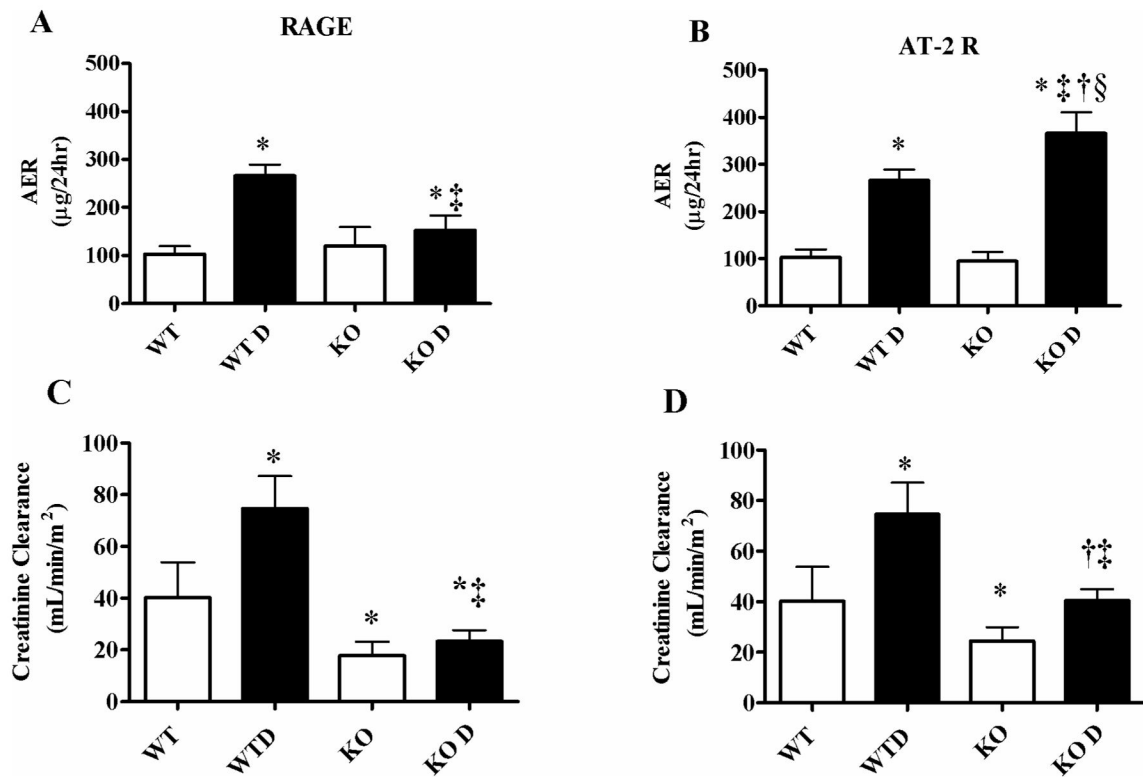 A
RAGE
AER
(µg/24hr)
500
400
300
200
100
0
*
*‡
WT
WT D
KO
KO D
B
AT-2 R
AER
(µg/24hr)
500
400
300
200
100
0
*
*‡†§
WT
WT D
KO
KO D
C
Creatinine Clearance
(mL/min/m²)
100
80
60
40
20
0
*
*
*‡
WT
WTD
KO
KO D
D
Creatinine Clearance
(mL/min/m²)
100
80
60
40
20
0
*
*
†‡
WT
WTD
KO
KO D